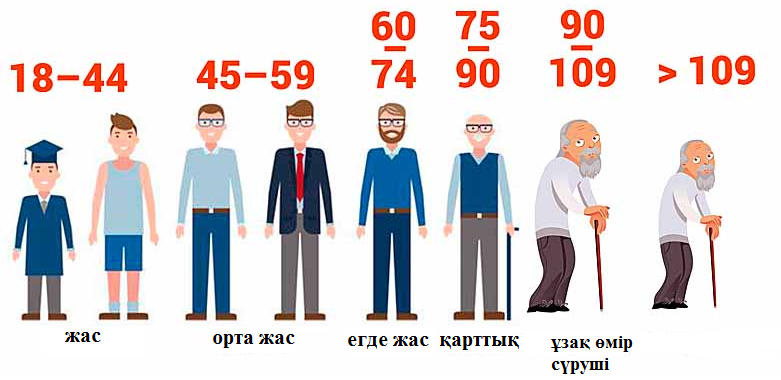 18–44
45–59
60
74
75
90
90
109
> 109
жас
орта жас
егде жас
қарттық
ұзақ өмір
сүруші